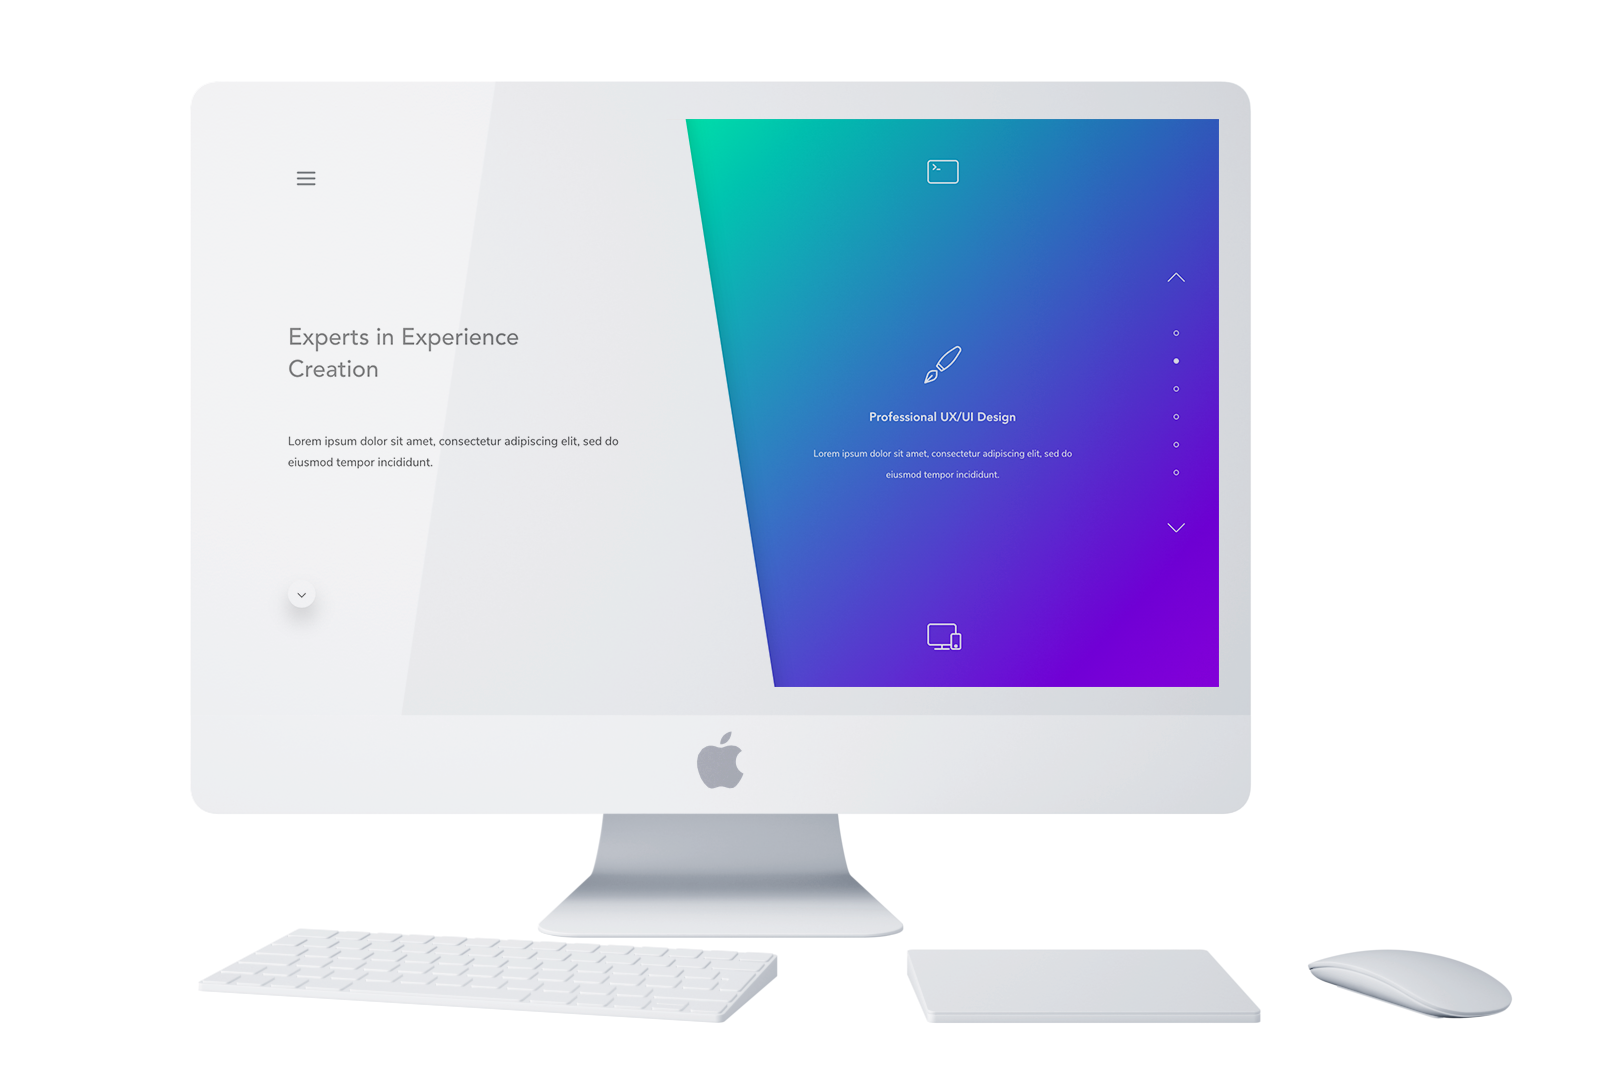 Experts in Experience
Creation
Lorem ipsum dolor sit amet, consectetur adipiscing elit, sed do
eiusmod tempor incididunt.
Professional UX/UI Design
Lorem ipsum dolor sit amet, consectetur adipiscing elit, sed do
eiusmod tempor incididunt.